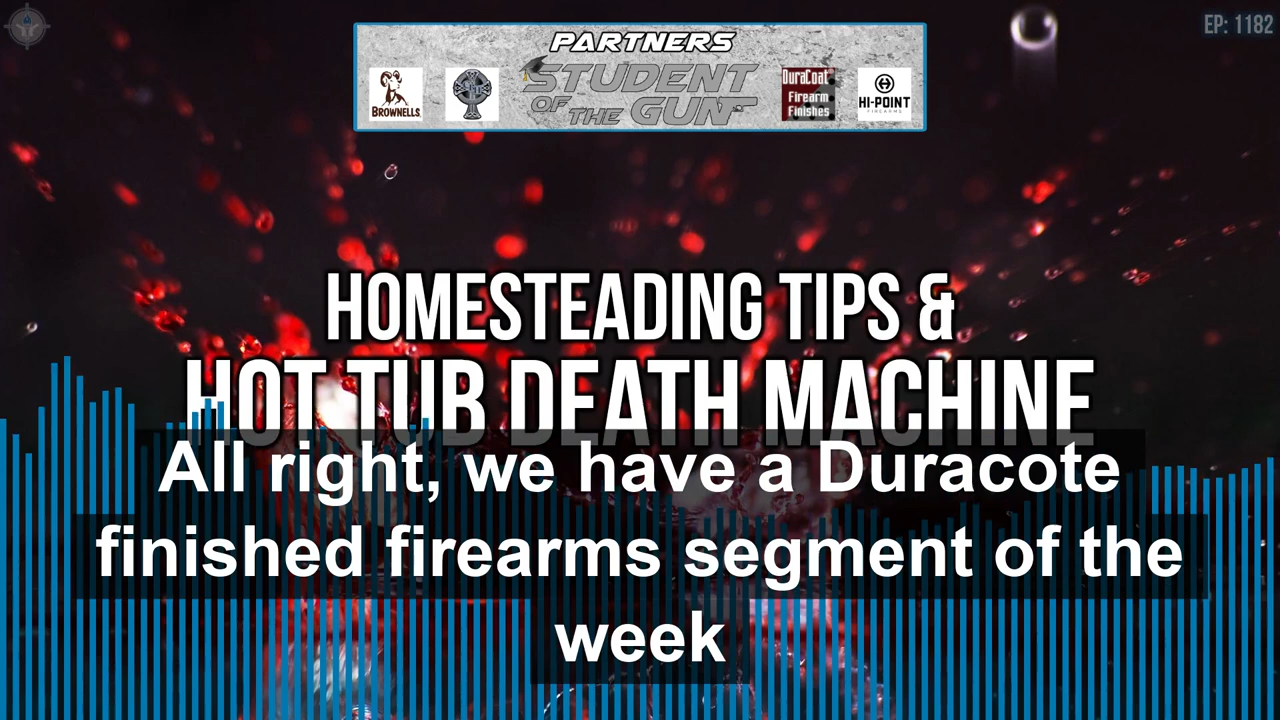 EP: 1182
PARTNERS
STUDENT
OF THE GUN
BROWNELLS
DuraCoat
Firearm
Finishes
HI-POINT
FIREARMS
HOMESTEADING TIPS &
HOT TUB DEATH MACHINE
All right, we have a Duracote
finished firearms segment of the
week